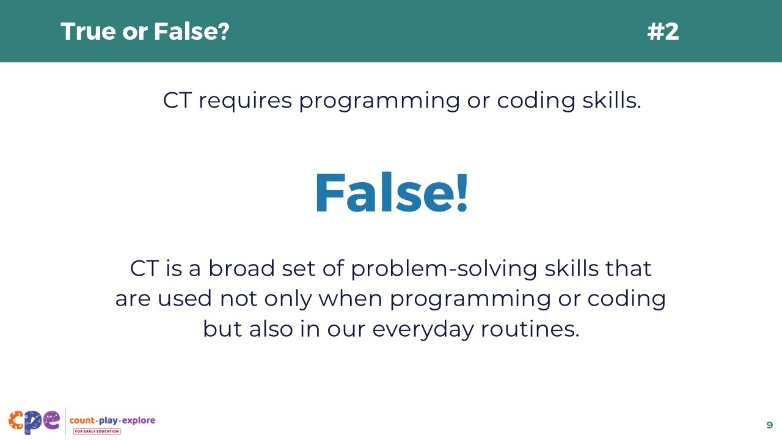 True or False?
#2
CT requires programming or coding skills.
False!
CT is a broad set of problem-solving skills that
are used not only when programming or coding
but also in our everyday routines.
cpe
count·play·explore
FOR EARLY EDUCATION
9